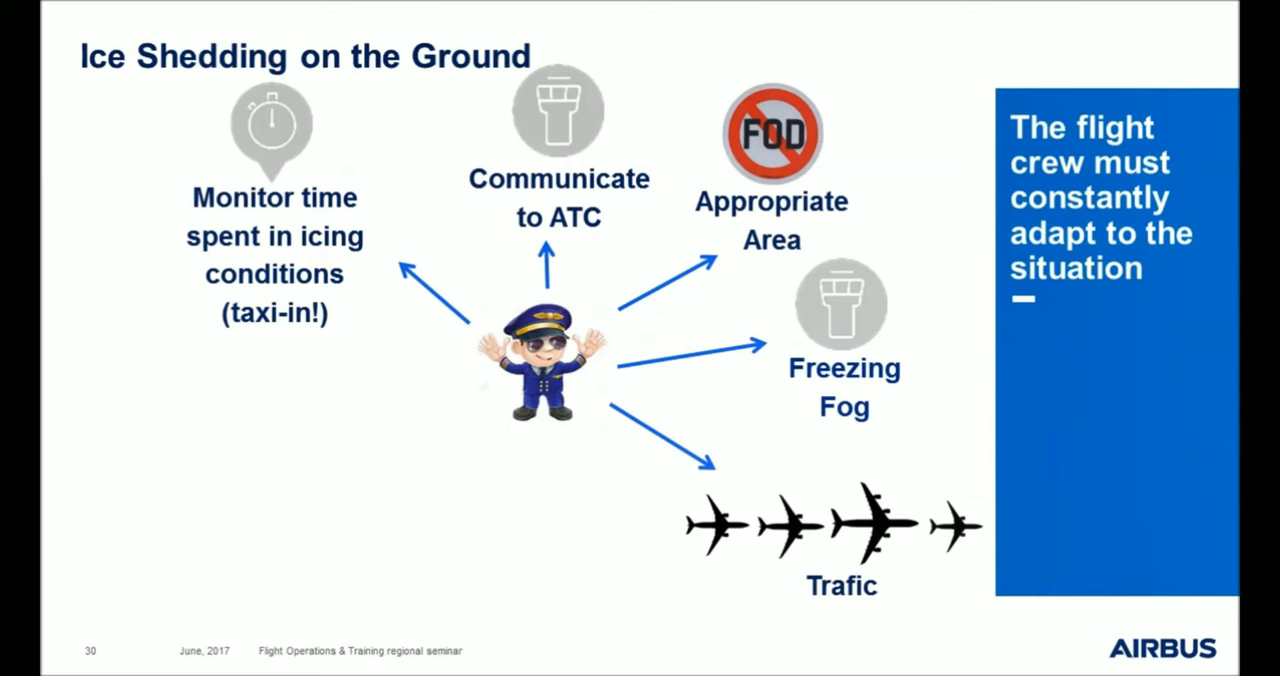 Ice Shedding on the Ground
Monitor time
spent in icing
conditions
(taxi-in!)
Communicate
to ATC
FOD
Appropriate
Area
Freezing
Fog
Trafic
The flight
crew must
constantly
adapt to the
situation
30
June, 2017
Flight Operations & Training regional seminar
AIRBUS